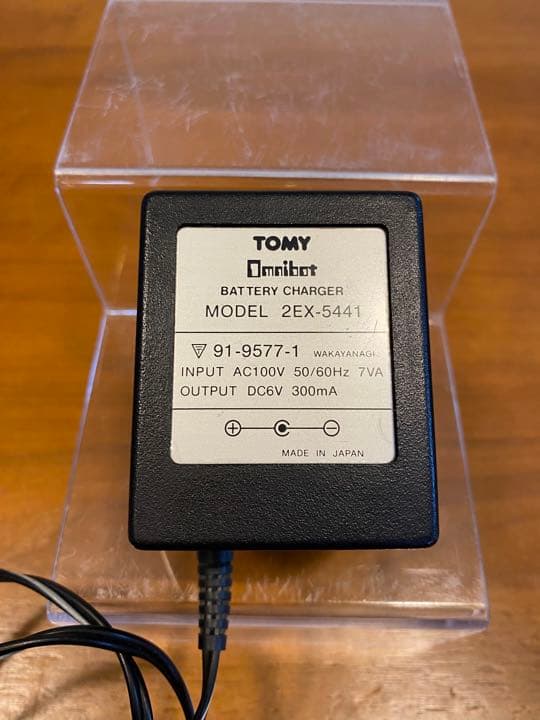 TOMY
Omnibot
BATTERY CHARGER
MODEL 2EX-5441
91-9577-1 WAKAYANAGI
INPUT AC100V 50/60Hz 7VA
OUTPUT DC6V 300mA
MADE IN JAPAN